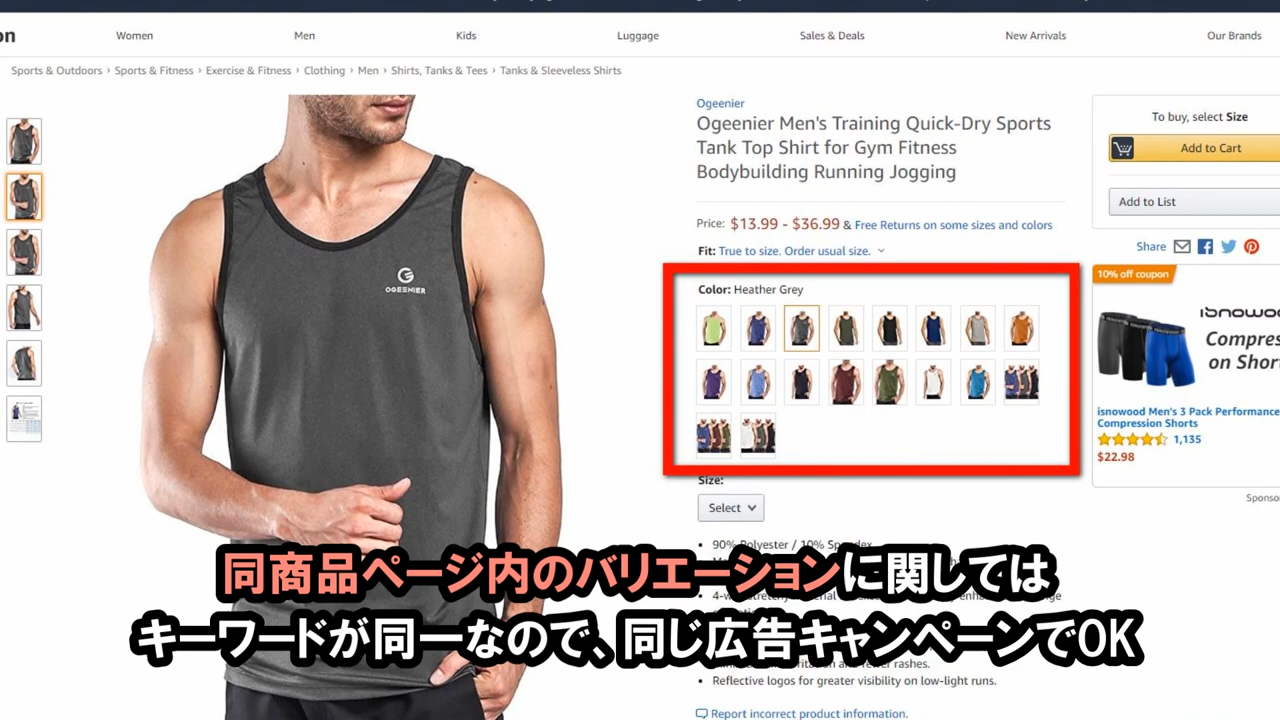 on
Women
Men
Kids
Luggage
Sales & Deals
New Arrivals
Our Brands
Sports & Outdoors › Sports & Fitness › Exercise & Fitness › Clothing › Men › Shirts, Tanks & Tees › Tanks & Sleeveless Shirts
Ogeenier
Ogeenier Men's Training Quick-Dry Sports
Tank Top Shirt for Gym Fitness
Bodybuilding Running Jogging
Price: $13.99 - $36.99 & Free Returns on some sizes and colors
Fit: True to size. Order usual size.
Color: Heather Grey
Size:
Select
• 90% Polyester / 10% Spandex
rash
• Reflective logos for greater visibility on low-light runs.
Report incorrect product information.
To buy, select Size
Add to Cart
Add to List
Share
10% off coupon
isnowoo
Compres
on Shor
isnowood Men's 3 Pack Performance
Compression Shorts
1,135
$22.98
Sponso
OGEENIER
同商品ページ内のバリエーションに関しては
キーワードが同一なので、同じ広告キャンペーンでOK